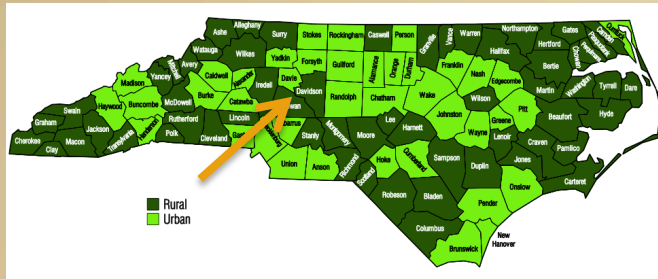 Alleghany
Ashe
Surry
Stokes
Rockingham
Caswell
Person
Granville
Vance
Warren
Northampton
Gates
Hertford
Halifax
Camden
Pasquotank
Perquimans
Chowan
Bertie
Watauga
Wilkes
Yadkin
Forsyth
Guilford
Alamance
Orange
Durham
Franklin
Nash
Edgecombe
Martin
Washington
Tyrrell
Dare
Mitchell
Avery
Yancey
Madison
Caldwell
Alexander
Iredell
Davie
Davidson
Randolph
Chatham
Wake
Wilson
Pitt
Beaufort
Hyde
Burke
Catawba
Rowan
Haywood
Buncombe
McDowell
Swain
Graham
Jackson
Rutherford
Lincoln
Lee
Harnett
Johnston
Greene
Wayne
Lenoir
Craven
Pamlico
Cherokee
Macon
Clay
Transylvania
Henderson
Polk
Cleveland
Stanly
Montgomery
Moore
Jones
Union
Anson
Richmond
Scotland
Hoke
Cumberland
Sampson
Duplin
Onslow
Carteret
Robeson
Bladen
Pender
Columbus
Brunswick
New
Hanover
Rural
Urban